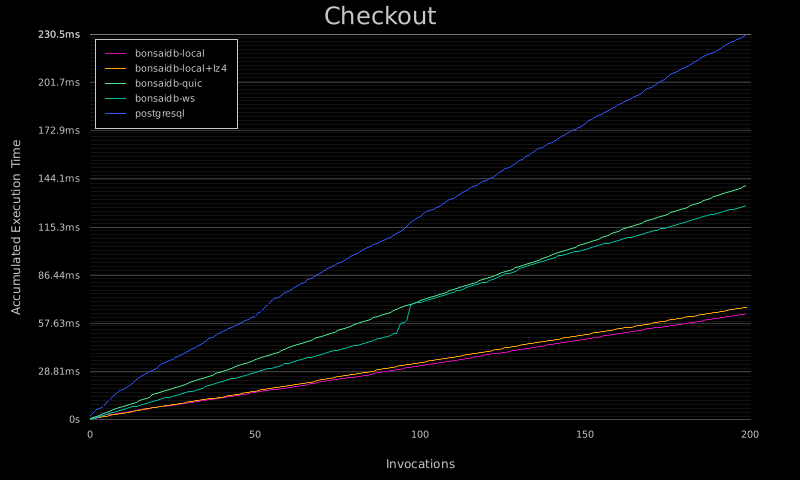 Checkout
230.5ms
201.7ms
172.9ms
144.1ms
115.3ms
86.44ms
57.63ms
28.81ms
0s
bonsaidb-local
bonsaidb-local+lz4
bonsaidb-quic
bonsaidb-ws
postgresql
Accumulated Execution Time
0
50
100
150
200
Invocations